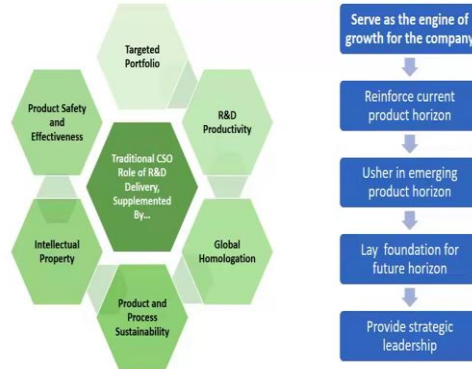 Targeted
Portfolio
Product Safety
and
Effectiveness
R&D
Productivity
Traditional CSO
Role of R&D
Delivery,
Supplemented
By...
Intellectual
Property
Global
Homologation
Product and
Process
Sustainability
Serve as the engine of
growth for the company
Reinforce current
product horizon
Usher in emerging
product horizon
Lay foundation for
future horizon
Provide strategic
leadership